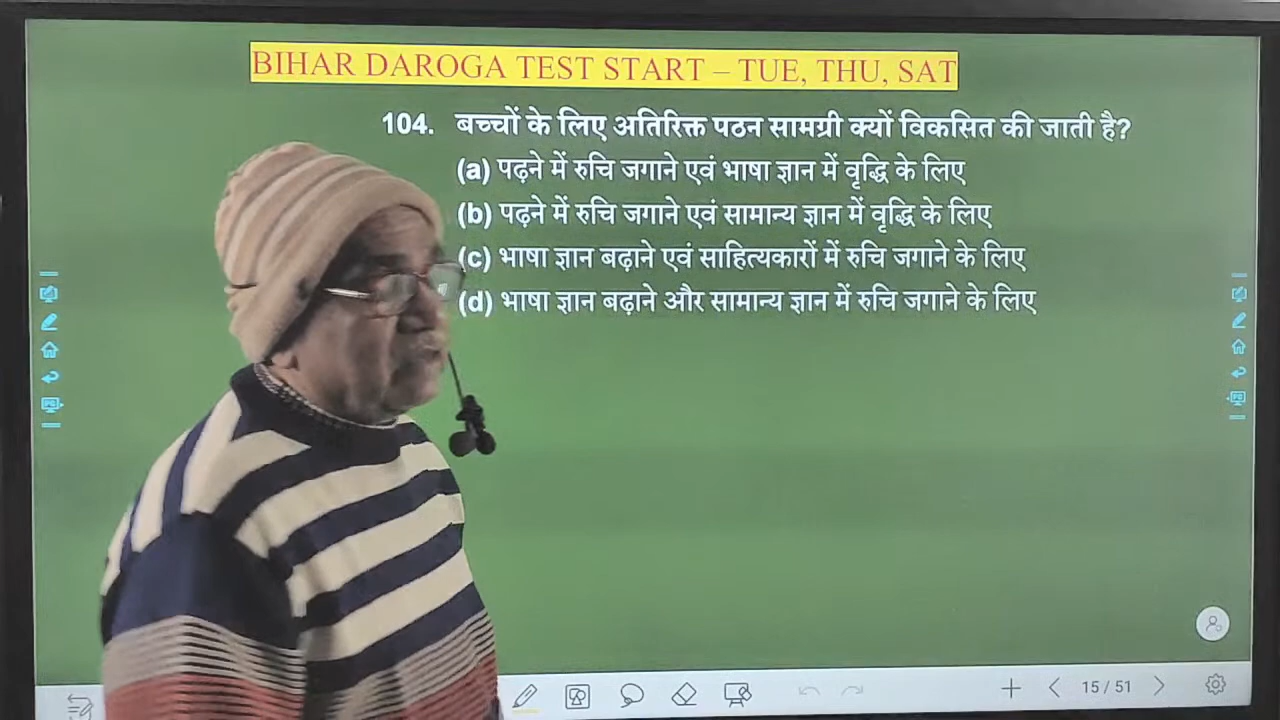 BIHAR DAROGA TEST START – TUE, THU, SAT
104. बच्चों के लिए अतिरिक्त पठन सामग्री क्यों विकसित की जाती है?
(a) पढ़ने में रुचि जगाने एवं भाषा ज्ञान में वृद्धि के लिए
(b) पढ़ने में रुचि जगाने एवं सामान्य ज्ञान में वृद्धि के लिए
(c) भाषा ज्ञान बढ़ाने एवं साहित्यकारों में रुचि जगाने के लिए
(d) भाषा ज्ञान बढ़ाने और सामान्य ज्ञान में रुचि जगाने के लिए
15 / 51